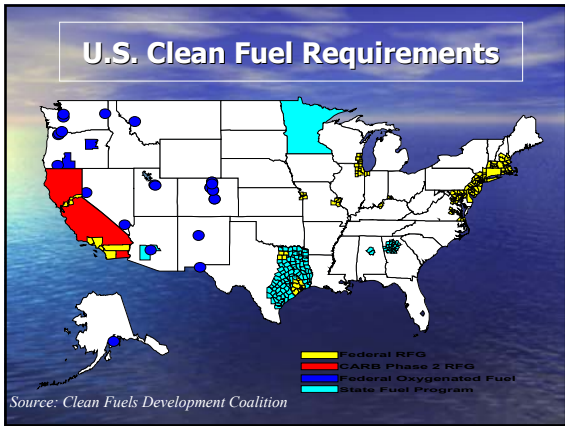 U.S. Clean Fuel Requirements
Federal RFG
CARB Phase 2 RFG
Federal Oxygenated Fuel
State Fuel Program
Source: Clean Fuels Development Coalition